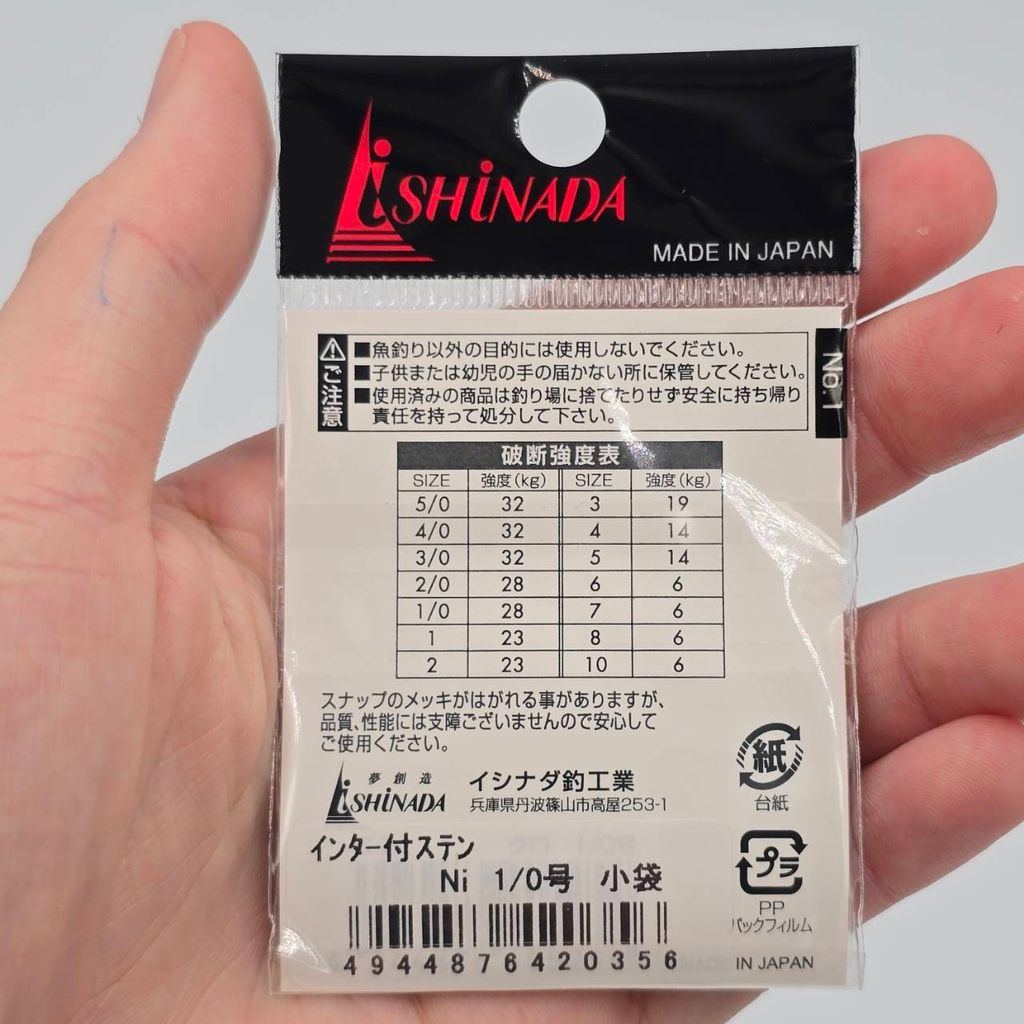 iSHiNADA
MADE IN JAPAN
No.1
ご注意
■魚釣り以外の目的には使用しないでください。
■子供または幼児の手の届かない所に保管してください。
■使用済みの商品は釣り場に捨てたりせず安全に持ち帰り
責任を持って処分して下さい。
破断強度表
SIZE 強度(kg) SIZE 強度(kg)
5/0 32 3 19
4/0 32 4 14
3/0 32 5 14
2/0 28 6 6
1/0 28 7 6
1 23 8 6
2 23 10 6
スナップのメッキがはがれる事がありますが、
品質、性能には支障ございませんので安心して
ご使用ください。
夢創造
iSHiNADA
イシナダ釣工業
兵庫県丹波篠山市高屋253-1
紙
台紙
インター付ステン
Ni 1/0号 小袋
プラ
PP
パックフィルム
4944876420356
MADE IN JAPAN